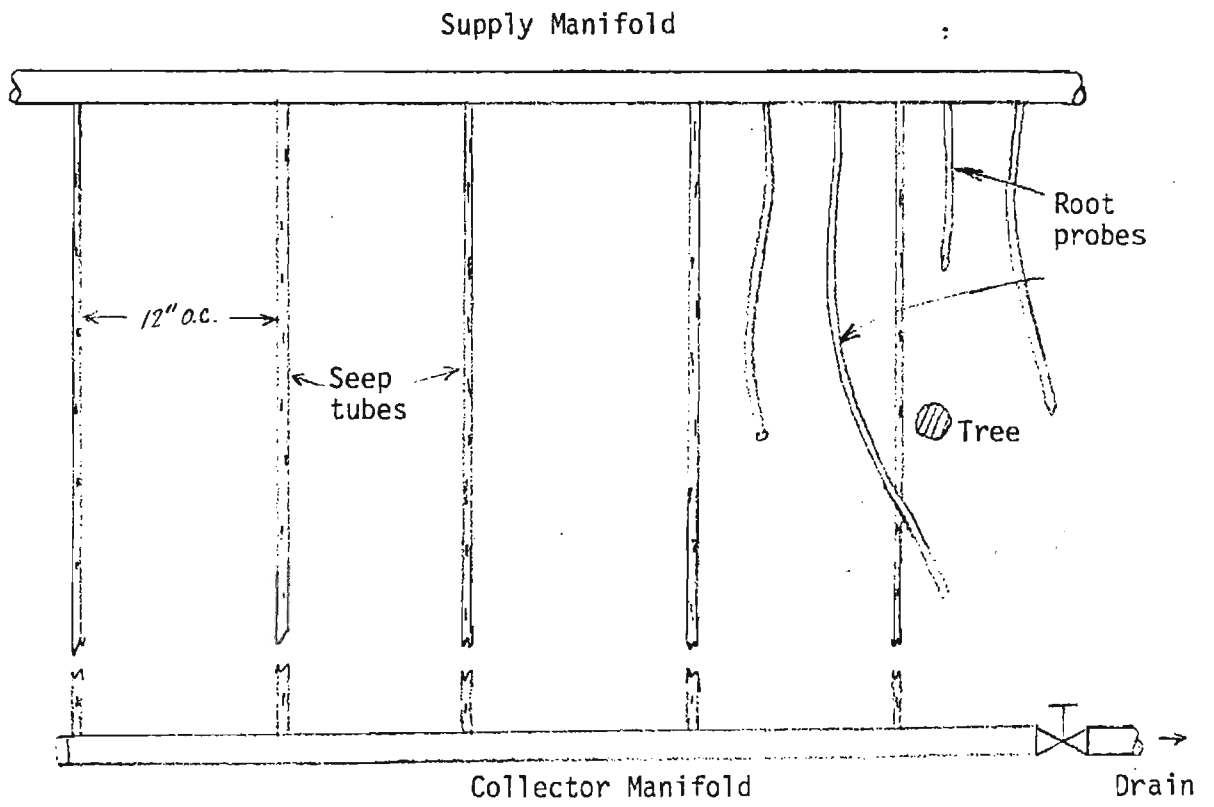 Supply Manifold
Root
probes
12" o.c.
Seep
tubes
Tree
Collector Manifold
Drain